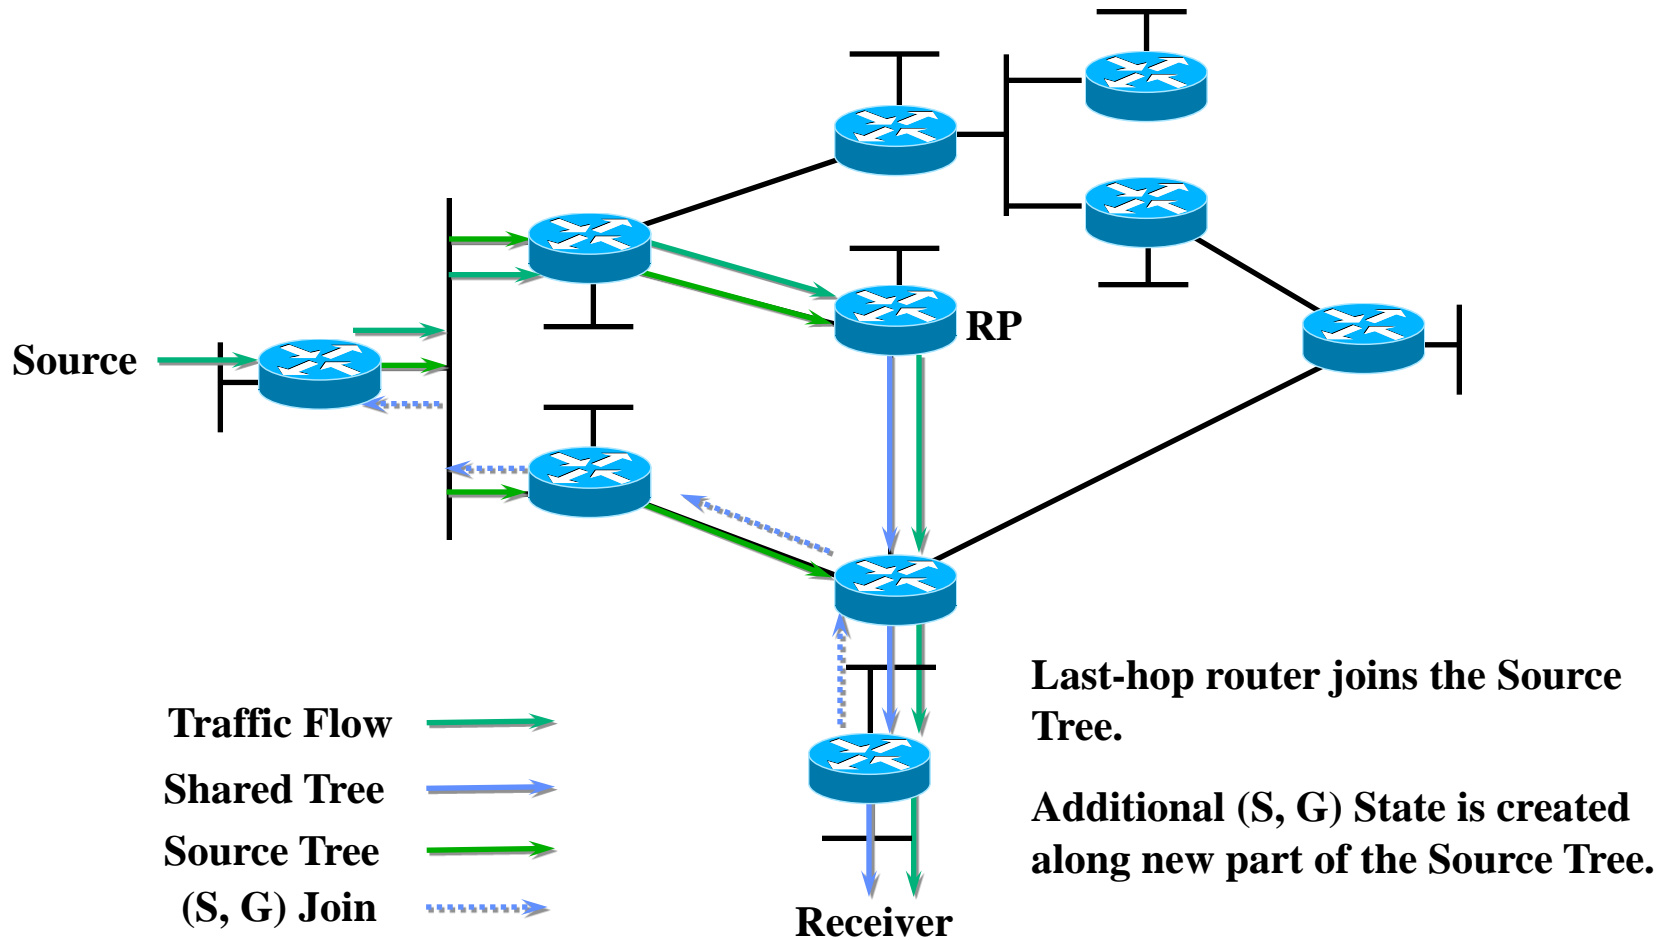 RP
Source
Last-hop router joins the Source
Tree.
Traffic Flow
Shared Tree
Additional (S, G) State is created
along new part of the Source Tree.
Source Tree
(S, G) Join
Receiver